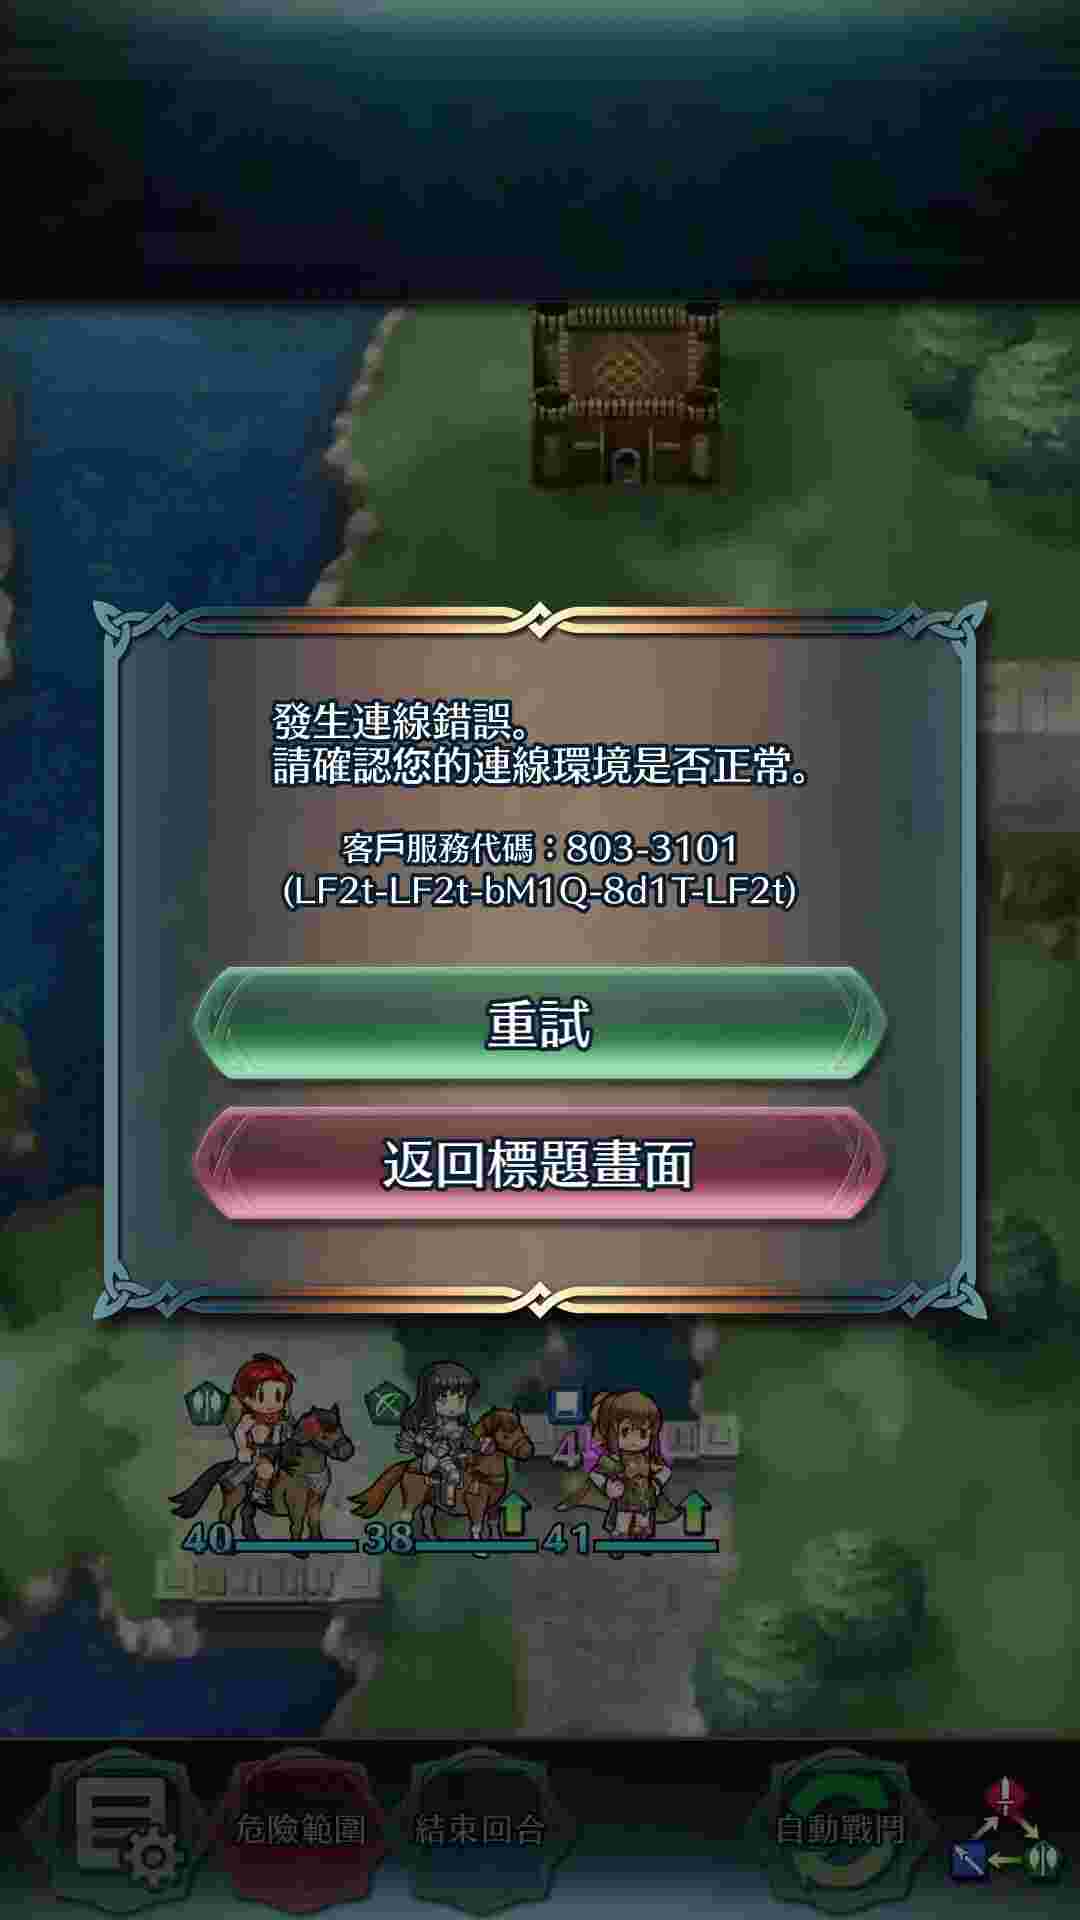 發生連線錯誤。
請確認您的連線環境是否正常。
客戶服務代碼：803-3101
(LF2t-LF2t-bM1Q-8d1T-LF2t)
重試
返回標題畫面
41
40
38
41
危險範圍
結束回合
自動戰鬥